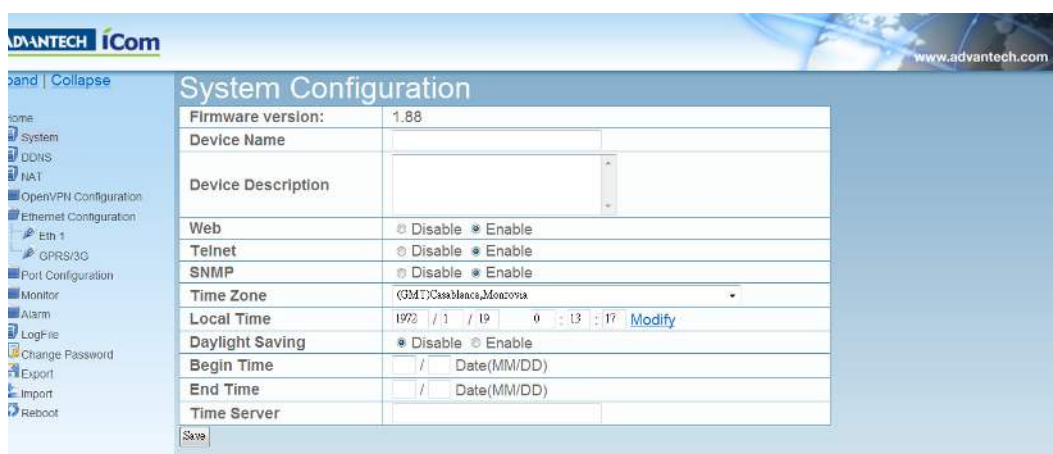 ADVANTECH iCom
www.advantech.com
pand | Collapse
ome
System
DDNS
NAT
OpenVPN Configuration
Ethernet Configuration
Eth 1
GPRS/3G
Port Configuration
Monitor
Alarm
LogFile
Change Password
Export
Import
Reboot
System Configuration
Firmware version: 1.88
Device Name
Device Description
Web Disable Enable
Telnet Disable Enable
SNMP Disable Enable
Time Zone (GMT)Casablanca,Monrovia
Local Time 1972 / 1 / 19 0 : 13 : 17 Modify
Daylight Saving Disable Enable
Begin Time / Date(MM/DD)
End Time / Date(MM/DD)
Time Server
Save